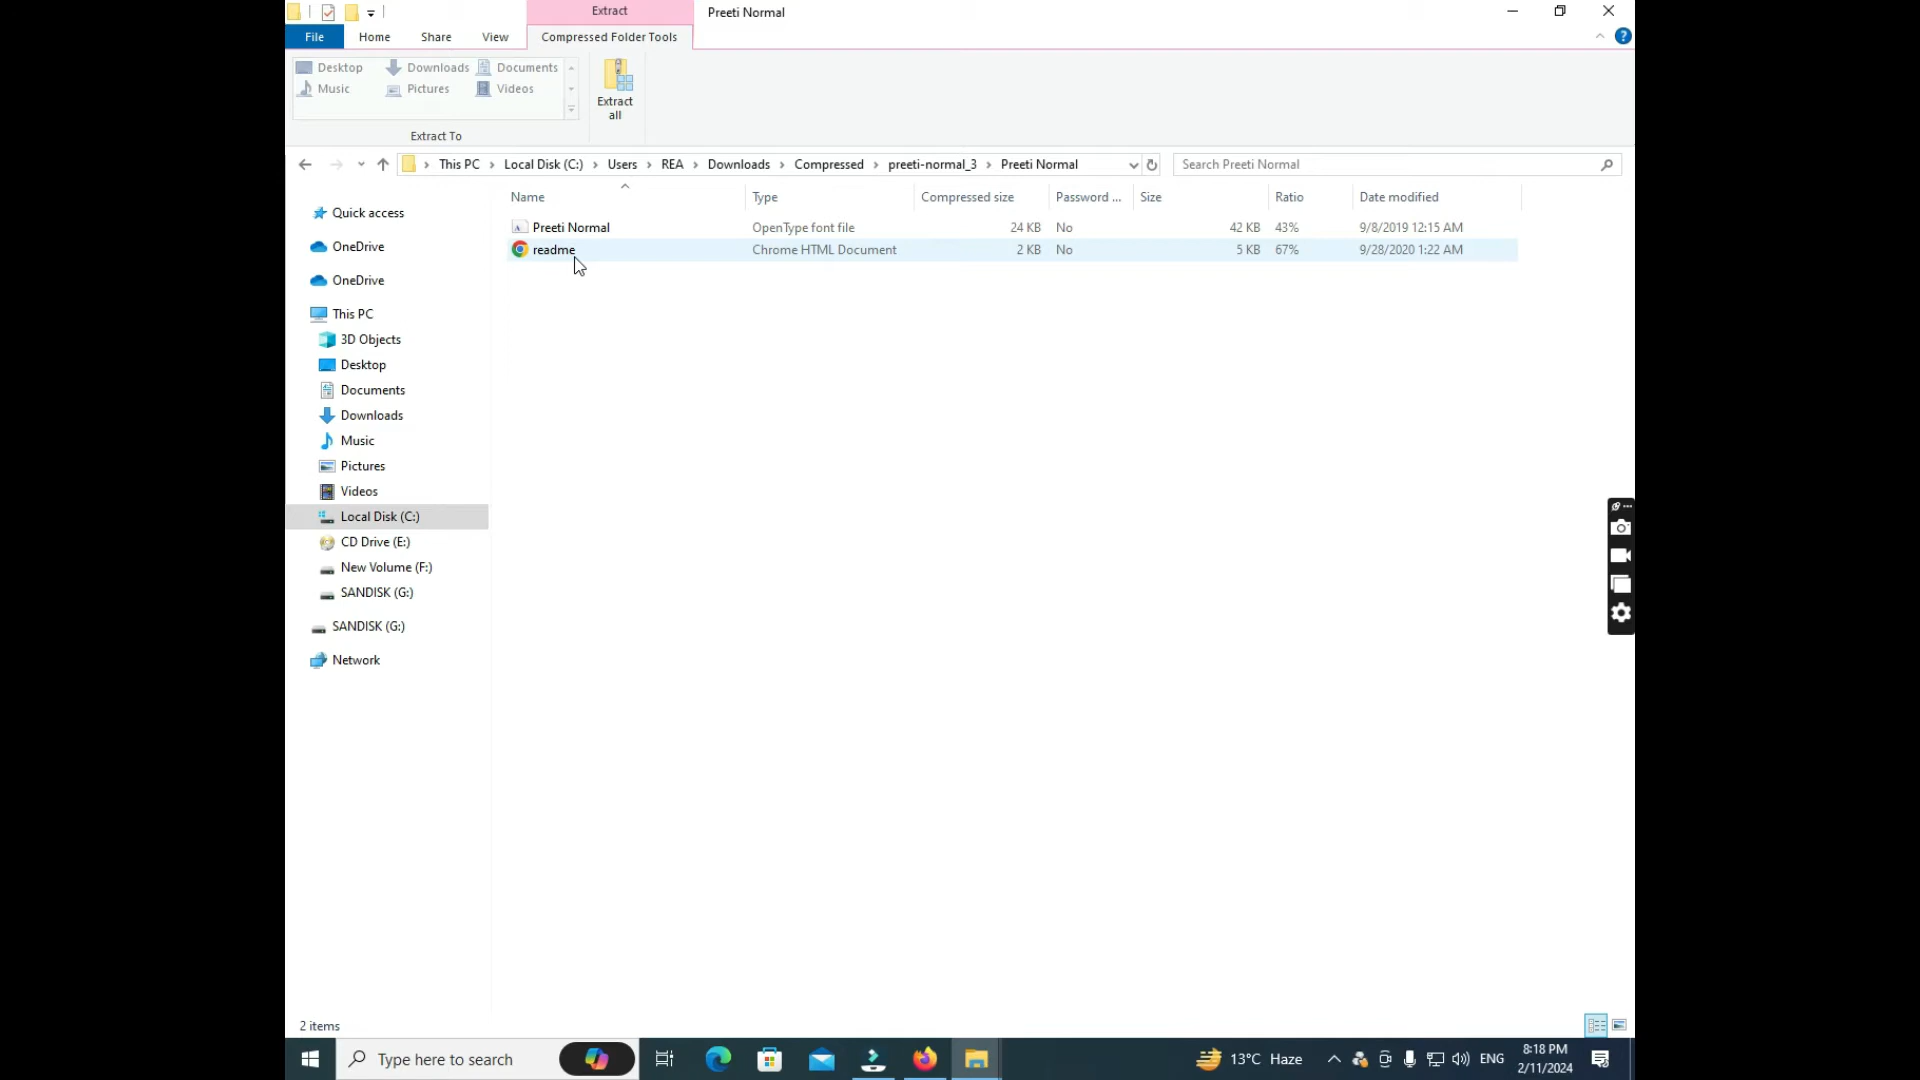 Extract
Preeti Normal
File
Home
Share
View
Compressed Folder Tools
Desktop
Downloads
Documents
Music
Pictures
Videos
Extract To
Extract
all
This PC
Local Disk (C:)
Users
REA
Downloads
Compressed
preeti-normal_3
Preeti Normal
Search Preeti Normal
Name
Type
Compressed size
Password ...
Size
Ratio
Date modified
Preeti Normal
OpenType font file
24 KB
No
42 KB
43%
9/8/2019 12:15 AM
readme
Chrome HTML Document
2 KB
No
5 KB
67%
9/28/2020 1:22 AM
Quick access
OneDrive
OneDrive
This PC
3D Objects
Desktop
Documents
Downloads
Music
Pictures
Videos
Local Disk (C:)
CD Drive (E:)
New Volume (F:)
SANDISK (G:)
SANDISK (G:)
Network
2 items
Type here to search
13°C Haze
ENG
8:18 PM
2/11/2024